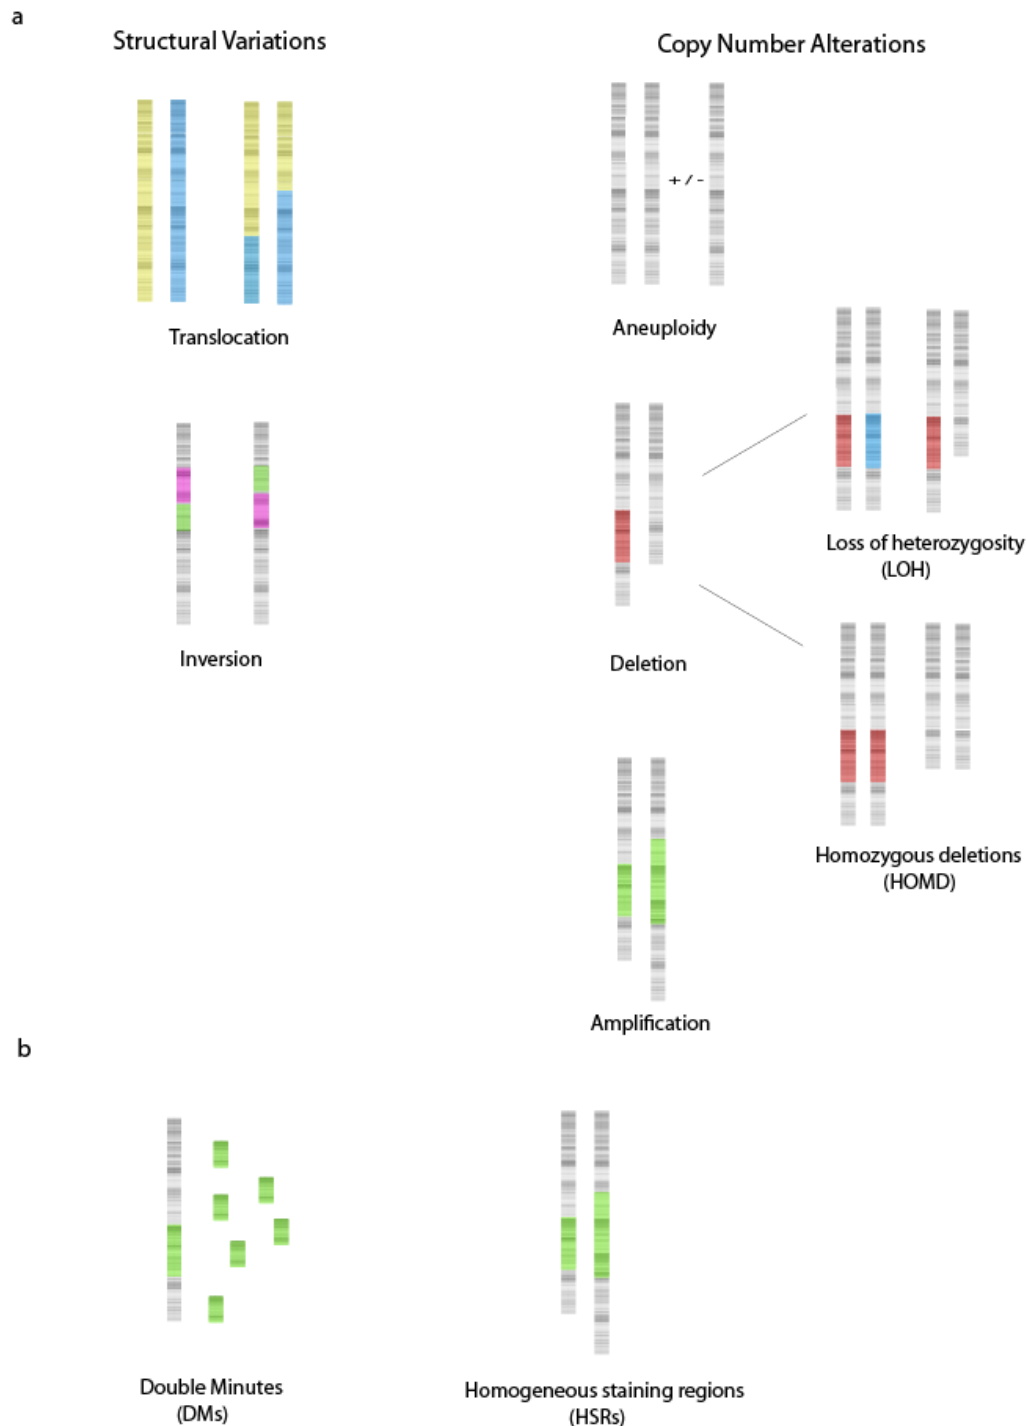 a
Structural Variations
Copy Number Alterations
+ / -
Translocation
Aneuploidy
Loss of heterozygosity
(LOH)
Inversion
Deletion
Homozygous deletions
(HOMD)
Amplification
b
Double Minutes
(DMs)
Homogeneous staining regions
(HSRs)